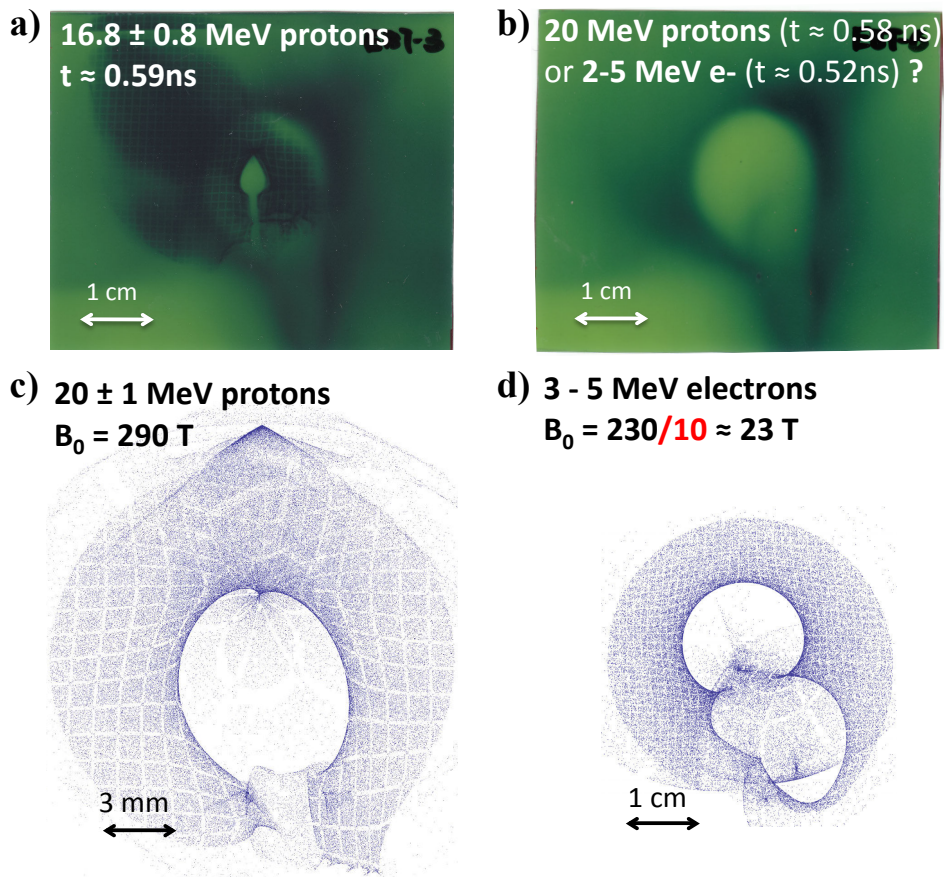 a) 16.8 ± 0.8 MeV protons
t ≈ 0.59ns
1 cm
b) 20 MeV protons (t ≈ 0.58 ns)
or 2-5 MeV e- (t ≈ 0.52ns) ?
1 cm
c) 20 ± 1 MeV protons
B₀ = 290 T
3 mm
d) 3 - 5 MeV electrons
B₀ = 230/10 ≈ 23 T
1 cm